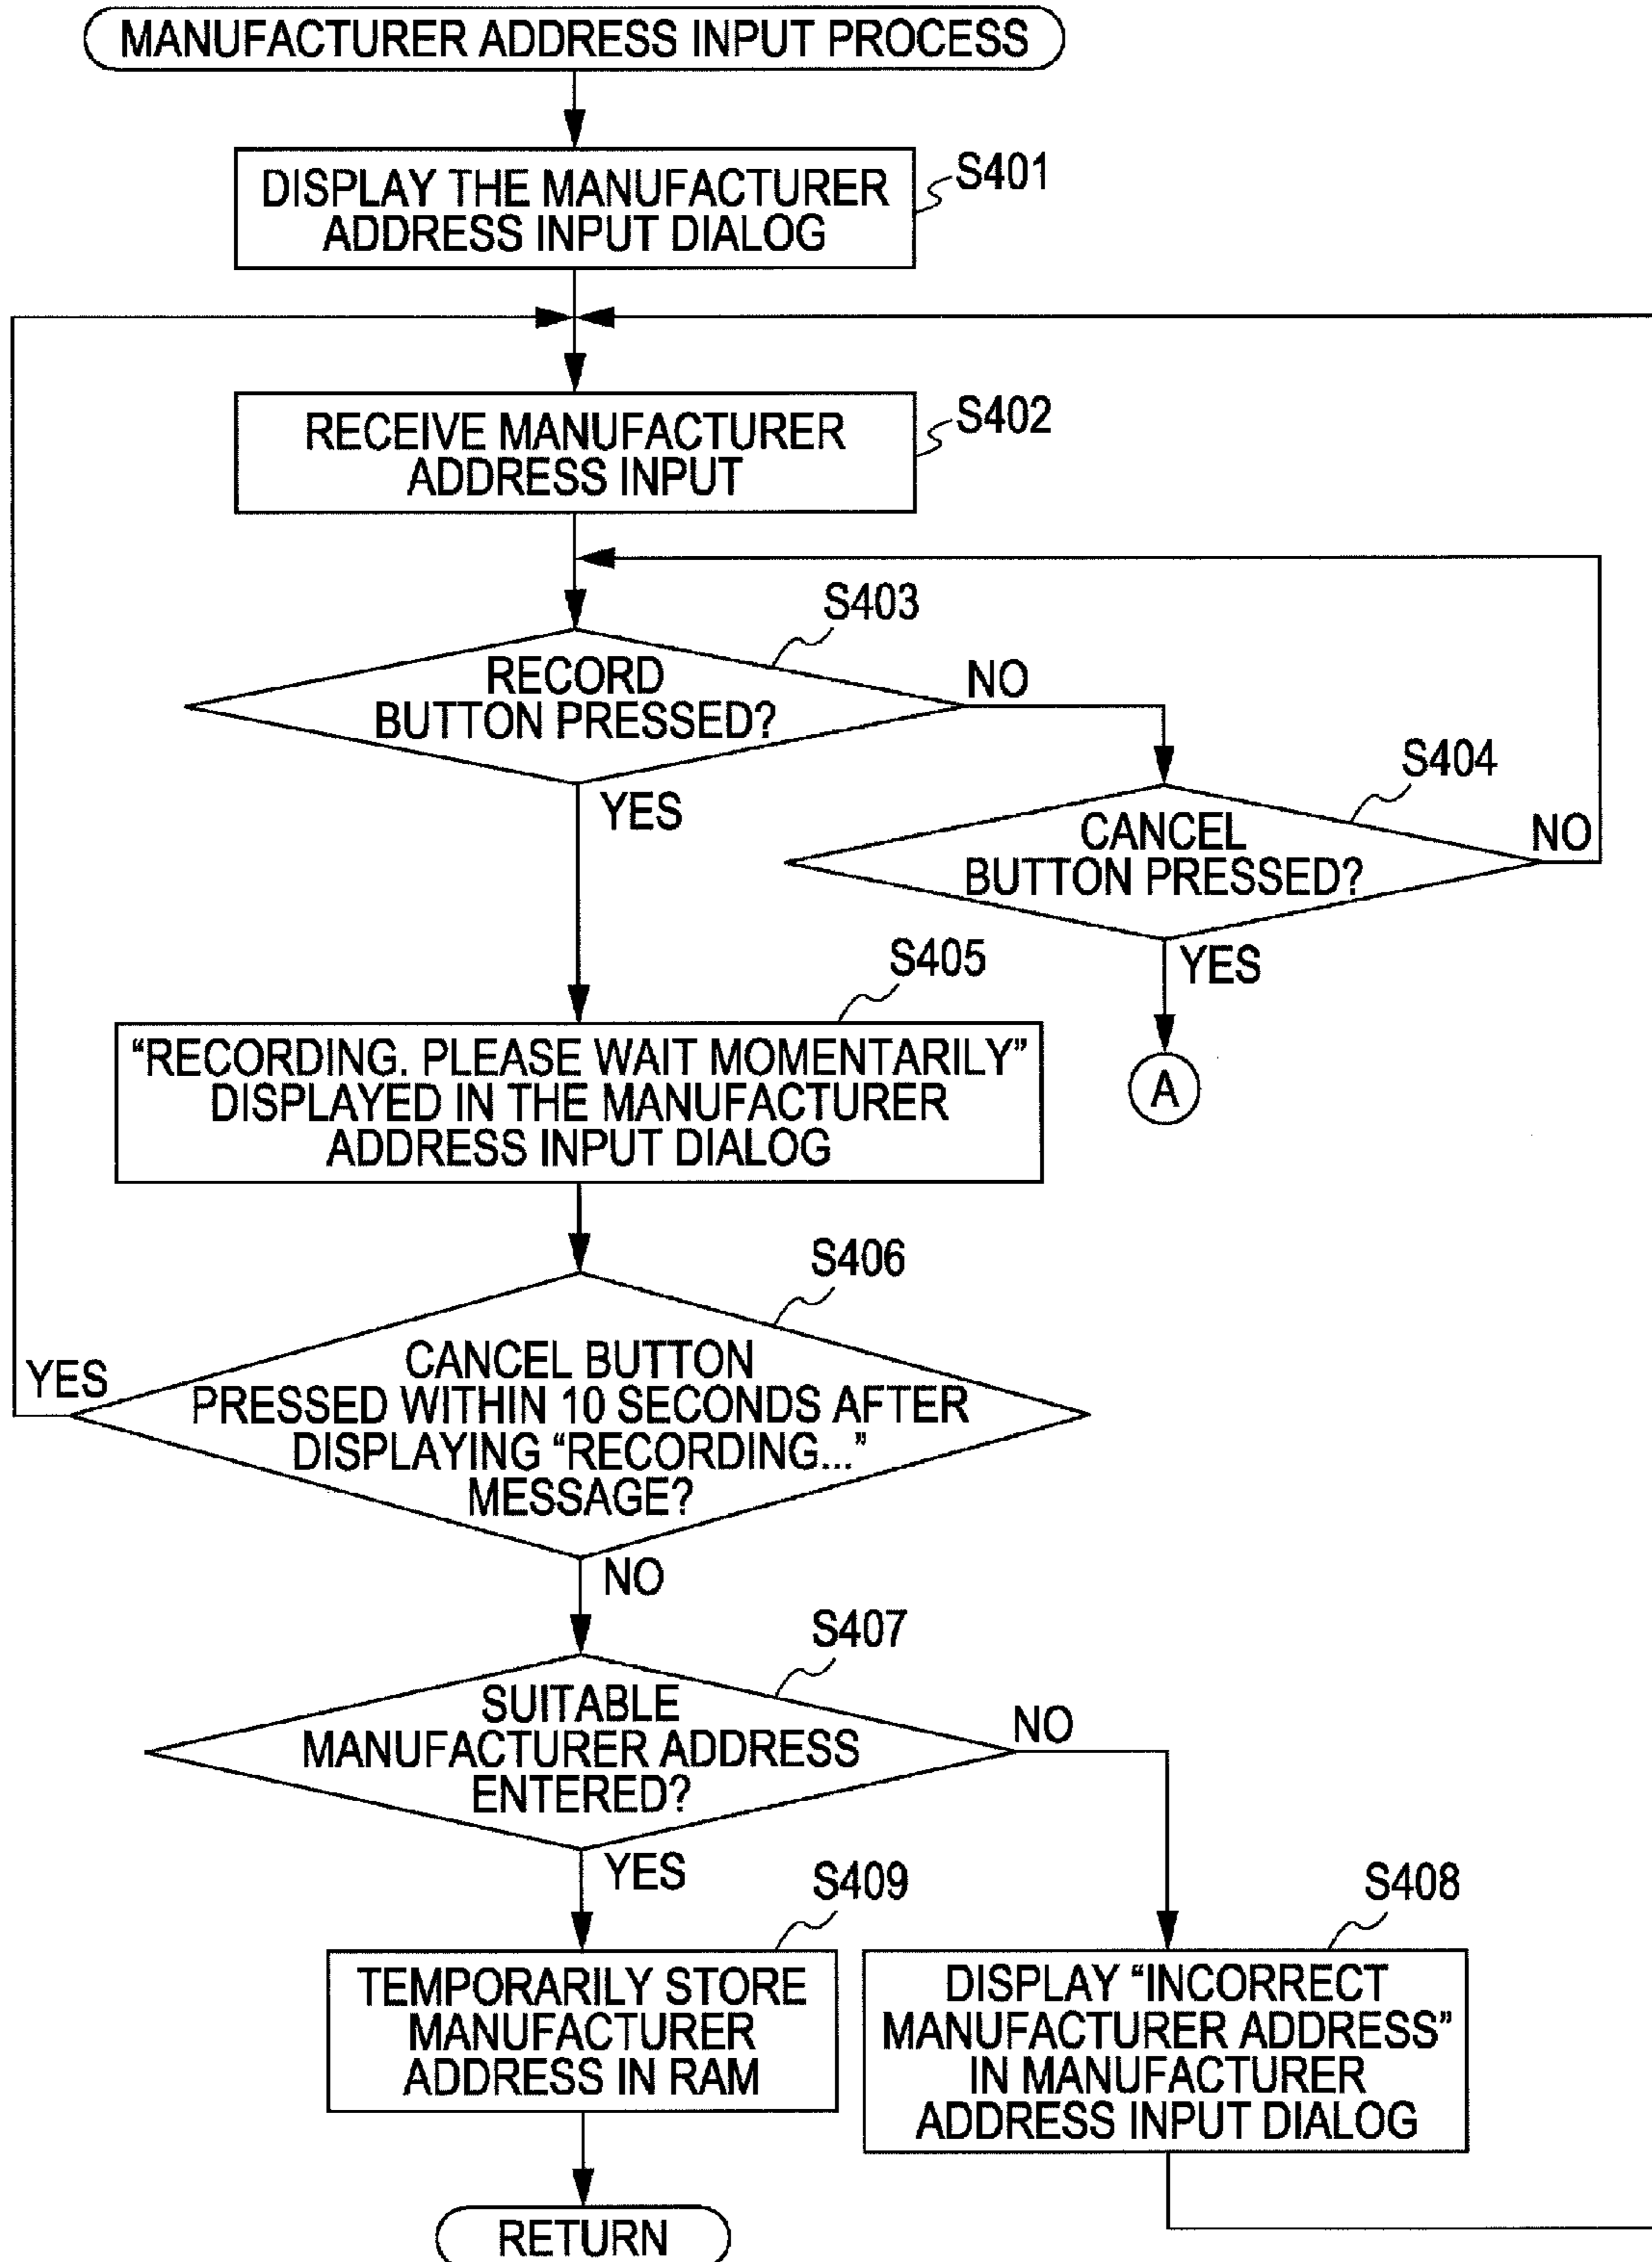 MANUFACTURER ADDRESS INPUT PROCESS
S401
DISPLAY THE MANUFACTURER
ADDRESS INPUT DIALOG
S402
RECEIVE MANUFACTURER
ADDRESS INPUT
S403
RECORD
BUTTON PRESSED?
NO
YES
S404
CANCEL
BUTTON PRESSED?
NO
YES
A
S405
“RECORDING. PLEASE WAIT MOMENTARILY”
DISPLAYED IN THE MANUFACTURER
ADDRESS INPUT DIALOG
S406
CANCEL BUTTON
PRESSED WITHIN 10 SECONDS AFTER
DISPLAYING “RECORDING...”
MESSAGE?
YES
NO
S407
SUITABLE
MANUFACTURER ADDRESS
ENTERED?
NO
YES
S409
TEMPORARILY STORE
MANUFACTURER
ADDRESS IN RAM
S408
DISPLAY “INCORRECT
MANUFACTURER ADDRESS”
IN MANUFACTURER
ADDRESS INPUT DIALOG
RETURN